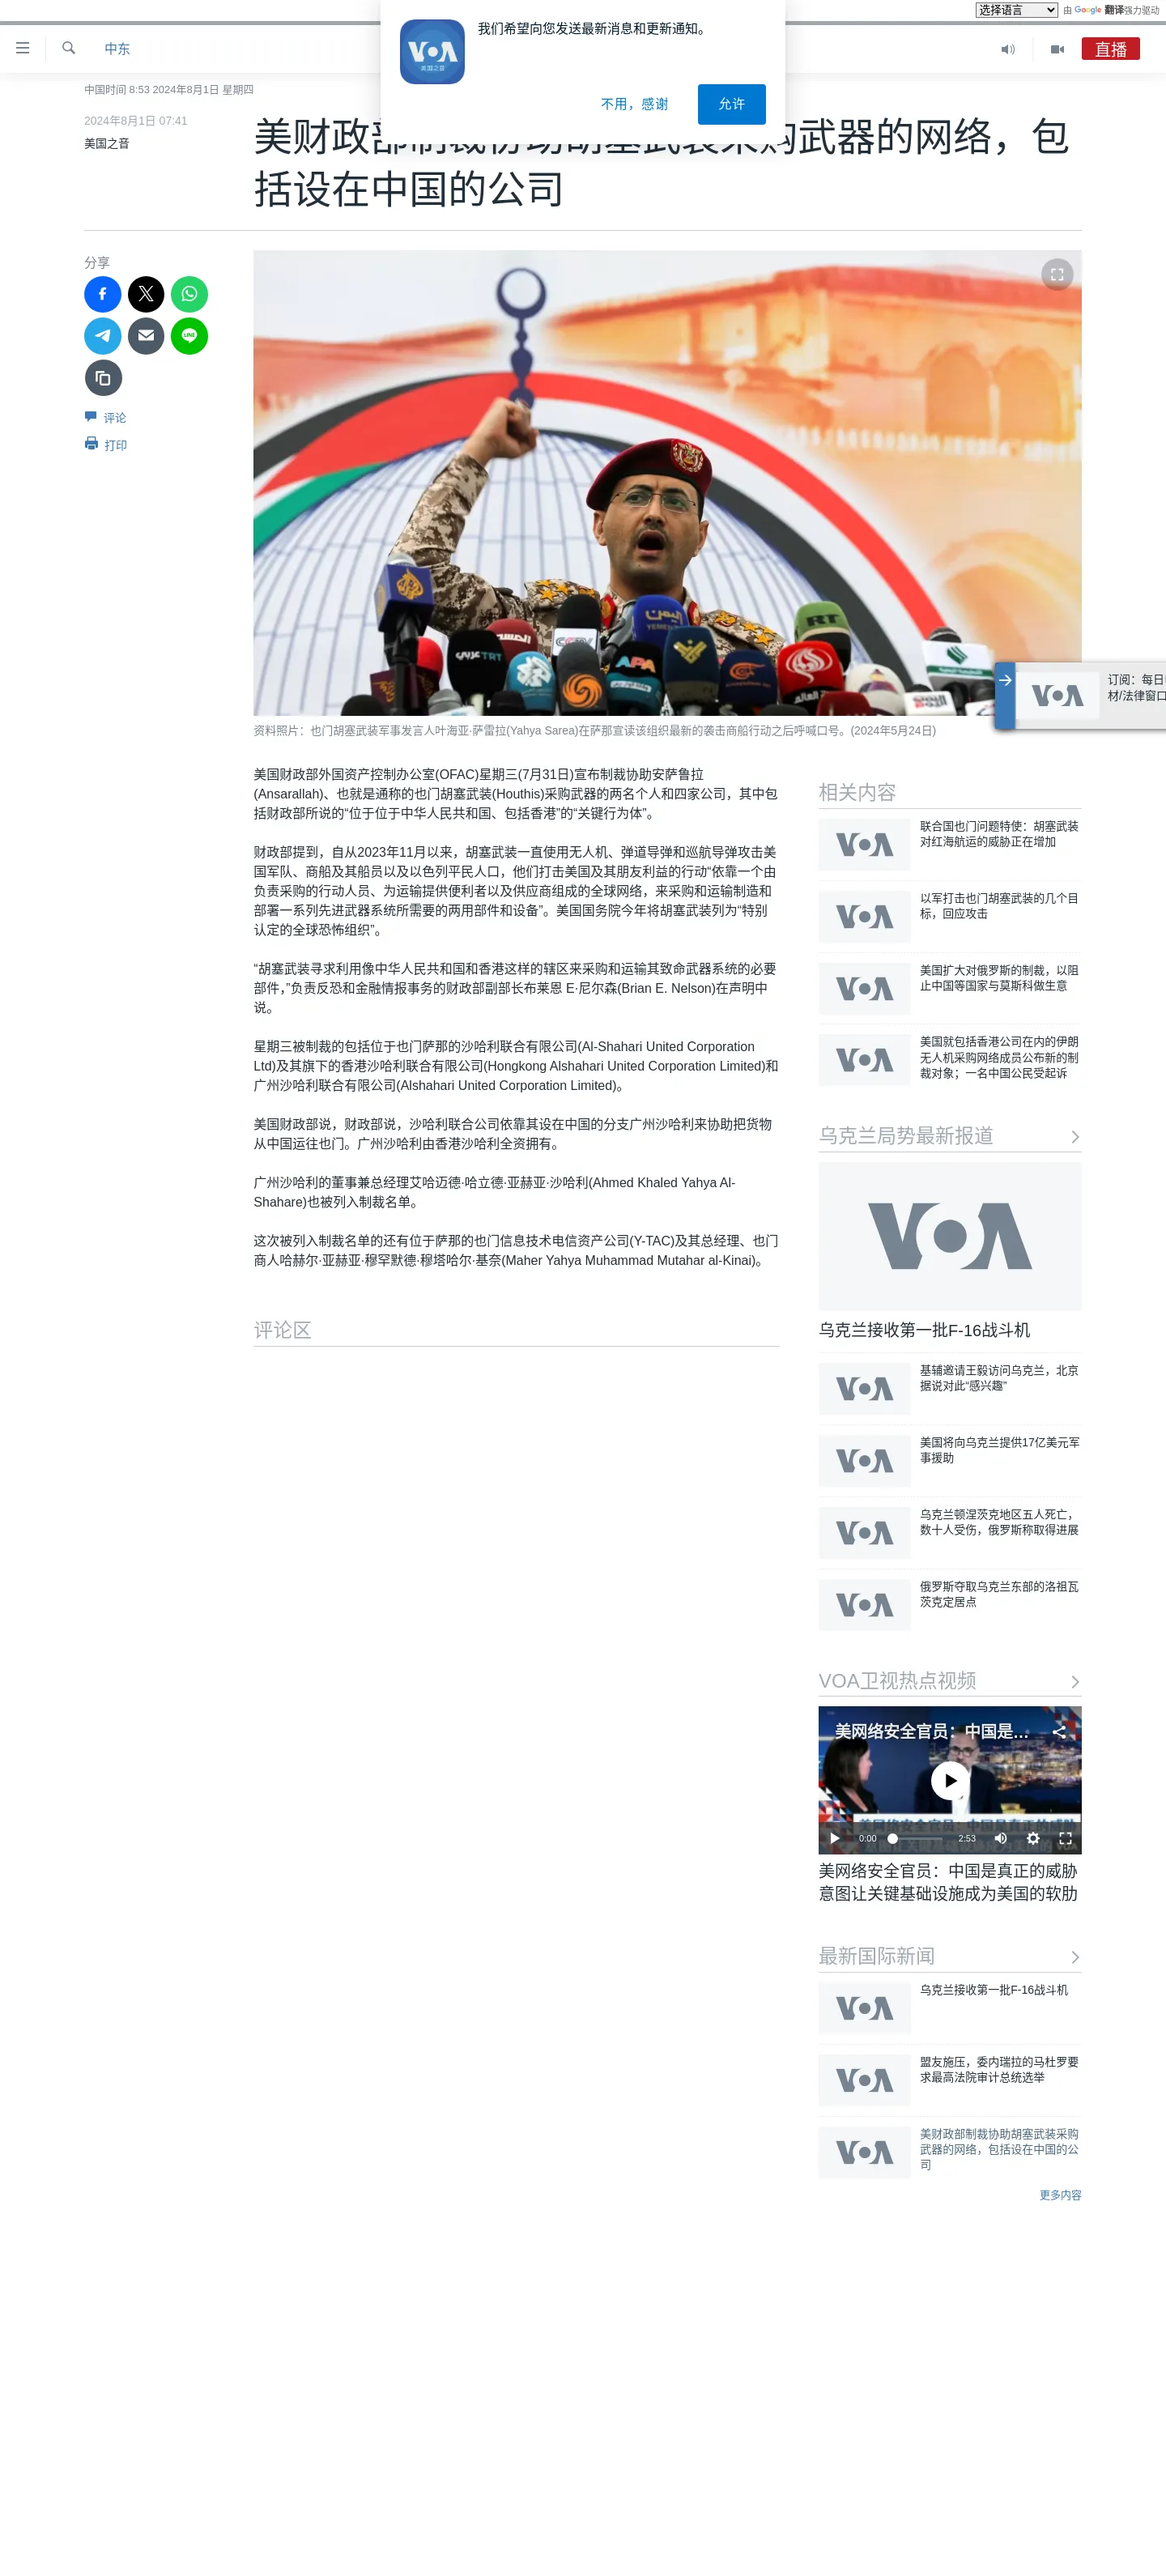 选择语言
由 Google 翻译强力驱动
我们希望向您发送最新消息和更新通知。
VOA
美国之音
不用，感谢
允许
中东
直播
中国时间 8:53 2024年8月1日 星期四
2024年8月1日 07:41
美国之音
美财政部制裁协助胡塞武装采购武器的网络，包
括设在中国的公司
分享
LINE
评论
打印
TRT
عربي
المسيرة
CGTN
APA
YEMEN
RT
订阅：每日
材/法律窗口
VOA
资料照片：也门胡塞武装军事发言人叶海亚·萨雷拉(Yahya Sarea)在萨那宣读该组织最新的袭击商船行动之后呼喊口号。(2024年5月24日)
美国财政部外国资产控制办公室(OFAC)星期三(7月31日)宣布制裁协助安萨鲁拉
(Ansarallah)、也就是通称的也门胡塞武装(Houthis)采购武器的两名个人和四家公司，其中包
括财政部所说的“位于位于中华人民共和国、包括香港”的“关键行为体”。
财政部提到，自从2023年11月以来，胡塞武装一直使用无人机、弹道导弹和巡航导弹攻击美
国军队、商船及其船员以及以色列平民人口，他们打击美国及其朋友利益的行动“依靠一个由
负责采购的行动人员、为运输提供便利者以及供应商组成的全球网络，来采购和运输制造和
部署一系列先进武器系统所需要的两用部件和设备”。美国国务院今年将胡塞武装列为“特别
认定的全球恐怖组织”。
“胡塞武装寻求利用像中华人民共和国和香港这样的辖区来采购和运输其致命武器系统的必要
部件，”负责反恐和金融情报事务的财政部副部长布莱恩 E·尼尔森(Brian E. Nelson)在声明中
说。
星期三被制裁的包括位于也门萨那的沙哈利联合有限公司(Al-Shahari United Corporation
Ltd)及其旗下的香港沙哈利联合有限公司(Hongkong Alshahari United Corporation Limited)和
广州沙哈利联合有限公司(Alshahari United Corporation Limited)。
美国财政部说，财政部说，沙哈利联合公司依靠其设在中国的分支广州沙哈利来协助把货物
从中国运往也门。广州沙哈利由香港沙哈利全资拥有。
广州沙哈利的董事兼总经理艾哈迈德·哈立德·亚赫亚·沙哈利(Ahmed Khaled Yahya Al-
Shahare)也被列入制裁名单。
这次被列入制裁名单的还有位于萨那的也门信息技术电信资产公司(Y-TAC)及其总经理、也门
商人哈赫尔·亚赫亚·穆罕默德·穆塔哈尔·基奈(Maher Yahya Muhammad Mutahar al-Kinai)。
评论区
相关内容
VOA
联合国也门问题特使：胡塞武装
对红海航运的威胁正在增加
VOA
以军打击也门胡塞武装的几个目
标，回应攻击
VOA
美国扩大对俄罗斯的制裁，以阻
止中国等国家与莫斯科做生意
VOA
美国就包括香港公司在内的伊朗
无人机采购网络成员公布新的制
裁对象；一名中国公民受起诉
乌克兰局势最新报道
VOA
乌克兰接收第一批F-16战斗机
VOA
基辅邀请王毅访问乌克兰，北京
据说对此“感兴趣”
VOA
美国将向乌克兰提供17亿美元军
事援助
VOA
乌克兰顿涅茨克地区五人死亡，
数十人受伤，俄罗斯称取得进展
VOA
俄罗斯夺取乌克兰东部的洛祖瓦
茨克定居点
VOA卫视热点视频
美网络安全官员：中国是...
美网络安全官员：中国是真正的威胁
0:00
2:53
VOA
美网络安全官员：中国是真正的威胁
意图让关键基础设施成为美国的软肋
最新国际新闻
VOA
乌克兰接收第一批F-16战斗机
VOA
盟友施压，委内瑞拉的马杜罗要
求最高法院审计总统选举
VOA
美财政部制裁协助胡塞武装采购
武器的网络，包括设在中国的公
司
更多内容